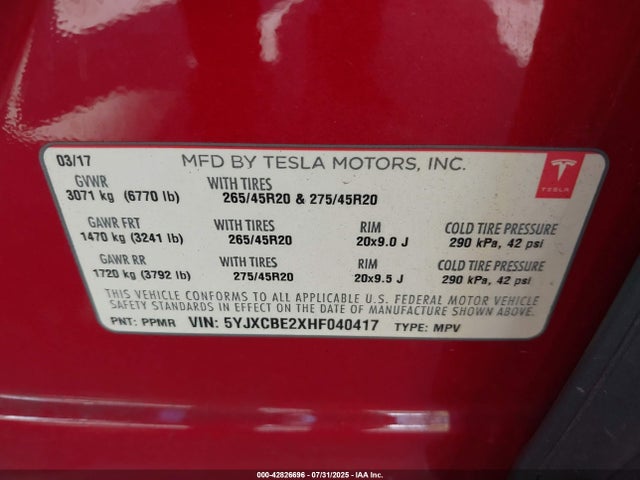 03/17 MFD BY TESLA MOTORS, INC.
GVWR WITH TIRES
3071 kg (6770 lb) 265/45R20 & 275/45R20
TESLA
GAWR FRT WITH TIRES RIM COLD TIRE PRESSURE
1470 kg (3241 lb) 265/45R20 20x9.0 J 290 kPa, 42 psi
GAWR RR WITH TIRES RIM COLD TIRE PRESSURE
1720 kg (3792 lb) 275/45R20 20x9.5 J 290 kPa, 42 psi
THIS VEHICLE CONFORMS TO ALL APPLICABLE U.S. FEDERAL MOTOR VEHICLE
SAFETY STANDARDS IN EFFECT ON THE DATE OF MANUFACTURE SHOWN ABOVE.
PNT: PPMR VIN: 5YJXCBE2XHF040417 TYPE: MPV
000-42826696 - 07/31/2025 - IAA Inc.